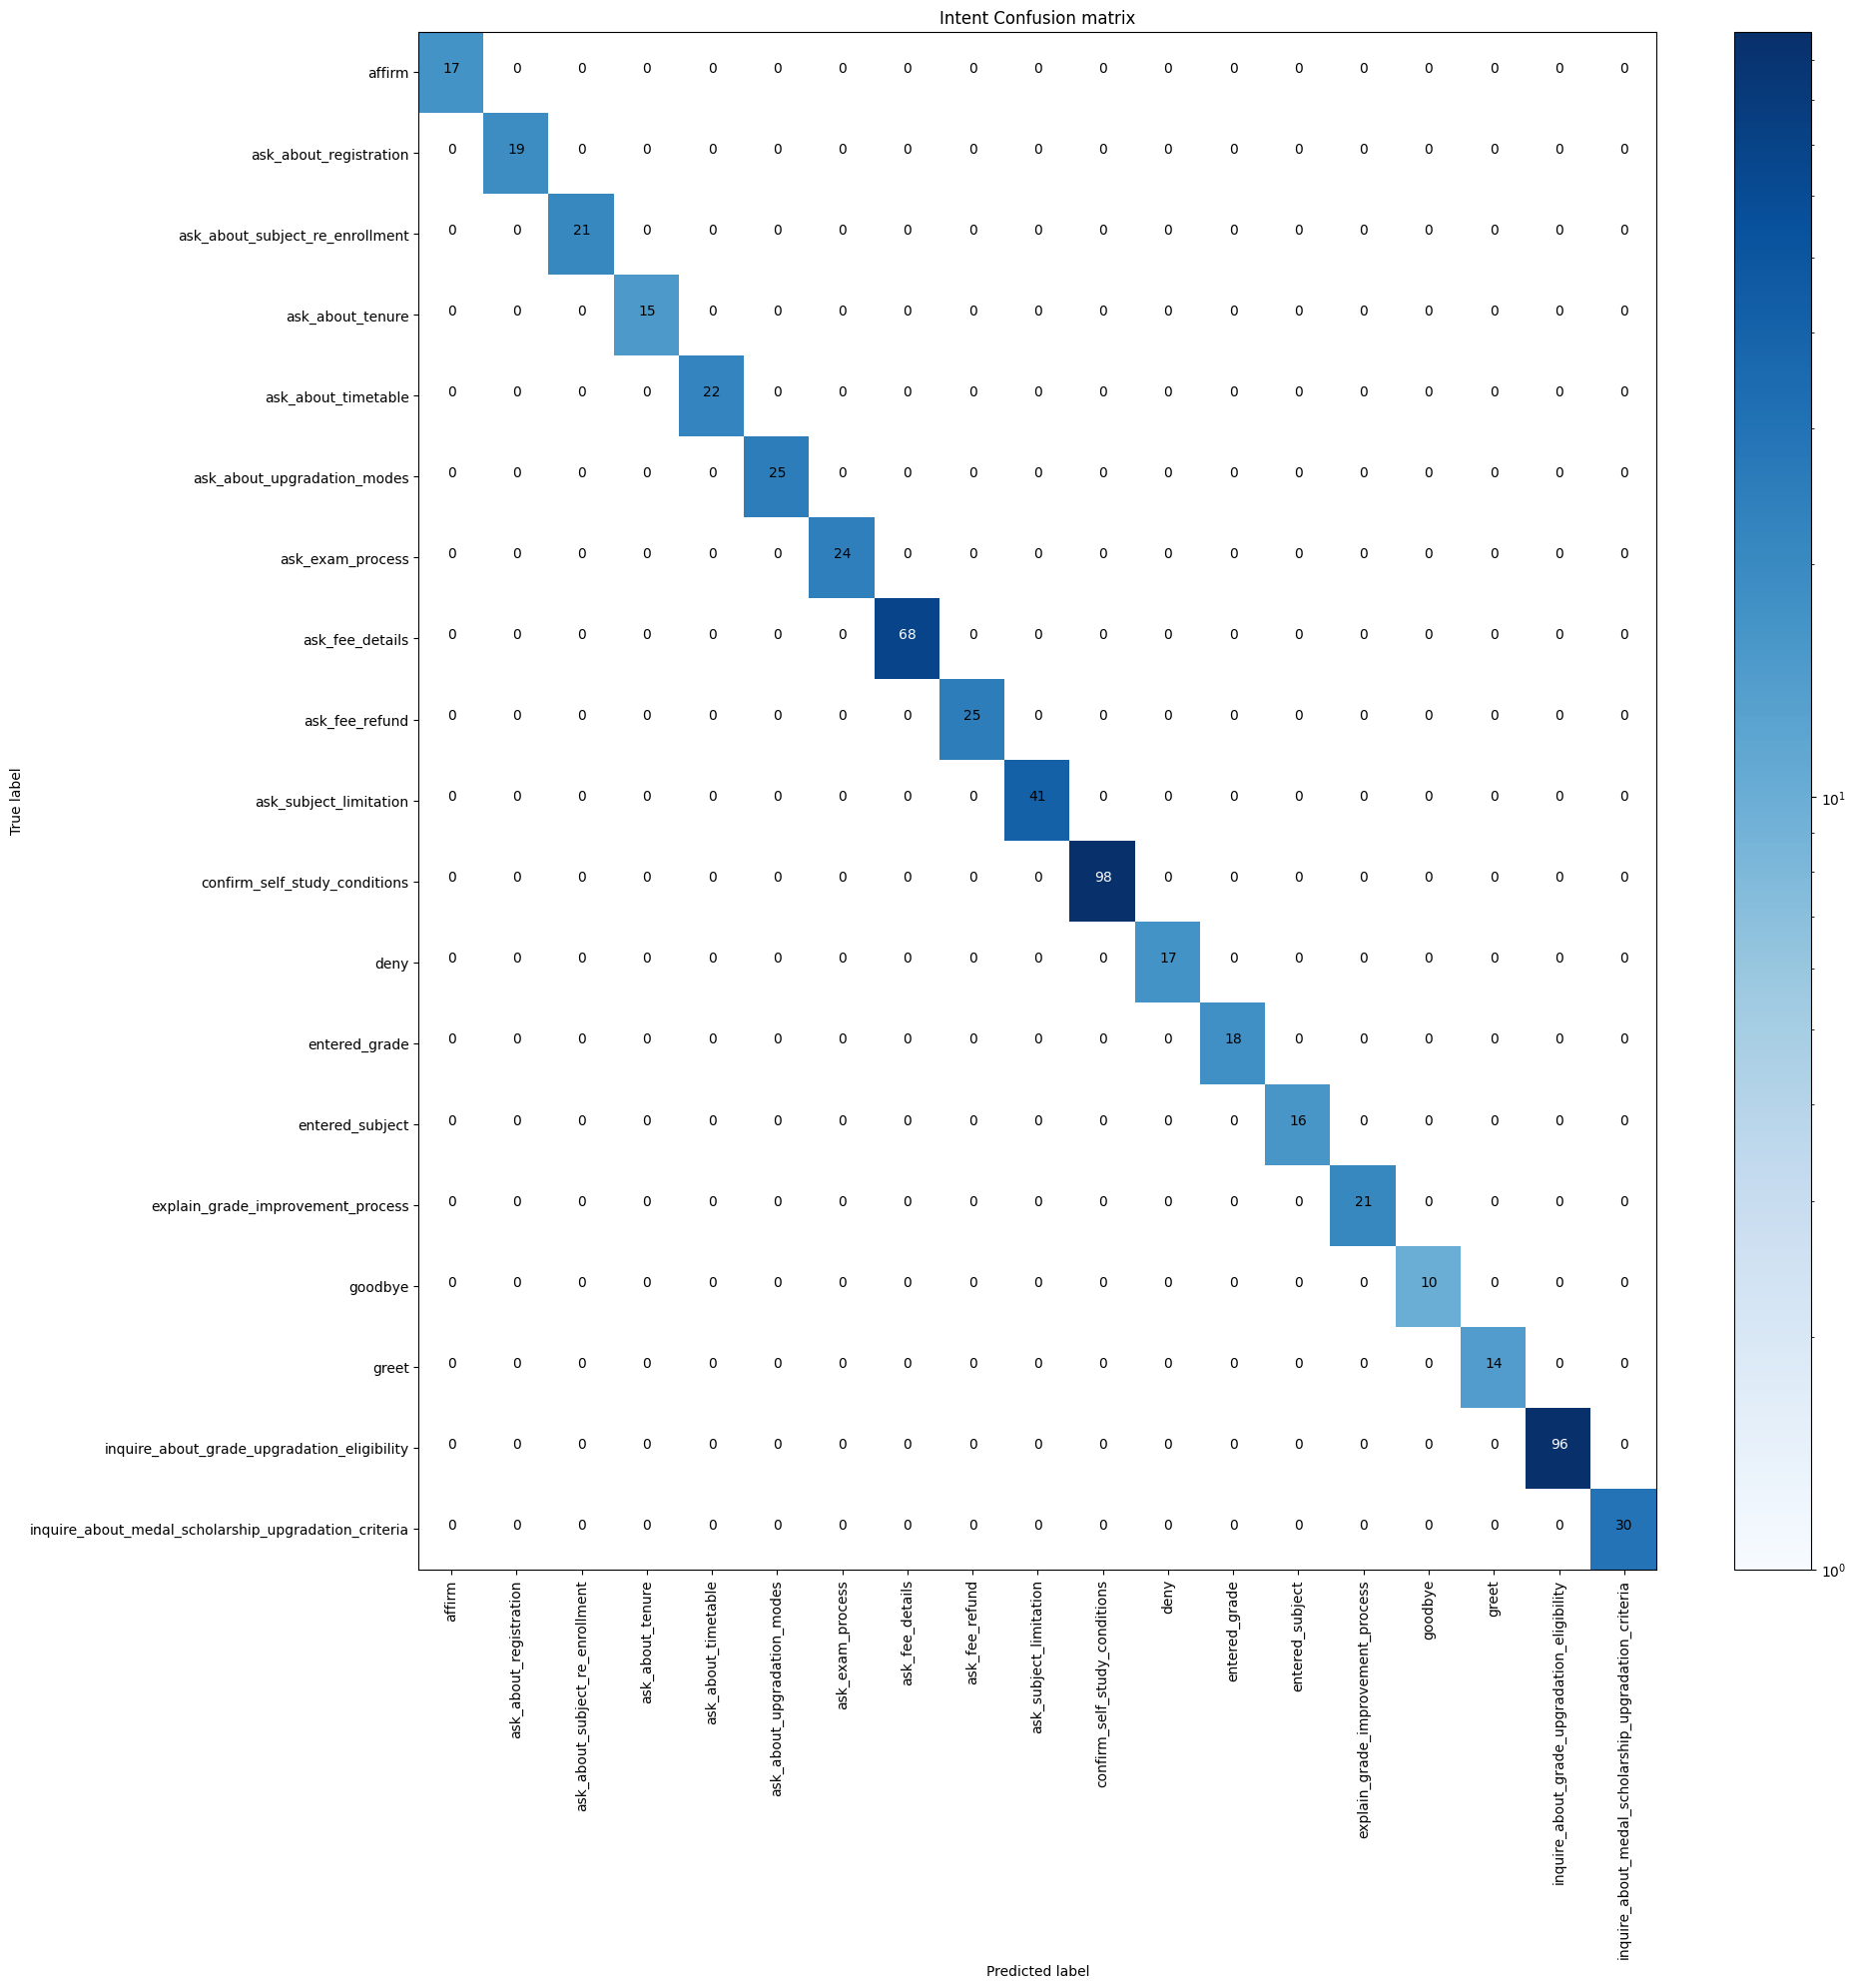 Intent Confusion matrix
True label
affirm 17 0 0 0 0 0 0 0 0 0 0 0 0 0 0 0 0 0 0
ask_about_registration 0 19 0 0 0 0 0 0 0 0 0 0 0 0 0 0 0 0 0
ask_about_subject_re_enrollment 0 0 21 0 0 0 0 0 0 0 0 0 0 0 0 0 0 0 0
ask_about_tenure 0 0 0 15 0 0 0 0 0 0 0 0 0 0 0 0 0 0 0
ask_about_timetable 0 0 0 0 22 0 0 0 0 0 0 0 0 0 0 0 0 0 0
ask_about_upgradation_modes 0 0 0 0 0 25 0 0 0 0 0 0 0 0 0 0 0 0 0
ask_exam_process 0 0 0 0 0 0 24 0 0 0 0 0 0 0 0 0 0 0 0
ask_fee_details 0 0 0 0 0 0 0 68 0 0 0 0 0 0 0 0 0 0 0
ask_fee_refund 0 0 0 0 0 0 0 0 25 0 0 0 0 0 0 0 0 0 0
ask_subject_limitation 0 0 0 0 0 0 0 0 0 41 0 0 0 0 0 0 0 0 0
confirm_self_study_conditions 0 0 0 0 0 0 0 0 0 0 98 0 0 0 0 0 0 0 0
deny 0 0 0 0 0 0 0 0 0 0 0 17 0 0 0 0 0 0 0
entered_grade 0 0 0 0 0 0 0 0 0 0 0 0 18 0 0 0 0 0 0
entered_subject 0 0 0 0 0 0 0 0 0 0 0 0 0 16 0 0 0 0 0
explain_grade_improvement_process 0 0 0 0 0 0 0 0 0 0 0 0 0 0 21 0 0 0 0
goodbye 0 0 0 0 0 0 0 0 0 0 0 0 0 0 0 10 0 0 0
greet 0 0 0 0 0 0 0 0 0 0 0 0 0 0 0 0 14 0 0
inquire_about_grade_upgradation_eligibility 0 0 0 0 0 0 0 0 0 0 0 0 0 0 0 0 0 96 0
inquire_about_medal_scholarship_upgradation_criteria 0 0 0 0 0 0 0 0 0 0 0 0 0 0 0 0 0 0 30
affirm
ask_about_registration
ask_about_subject_re_enrollment
ask_about_tenure
ask_about_timetable
ask_about_upgradation_modes
ask_exam_process
ask_fee_details
ask_fee_refund
ask_subject_limitation
confirm_self_study_conditions
deny
entered_grade
entered_subject
explain_grade_improvement_process
goodbye
greet
inquire_about_grade_upgradation_eligibility
inquire_about_medal_scholarship_upgradation_criteria
Predicted label
10¹
10⁰